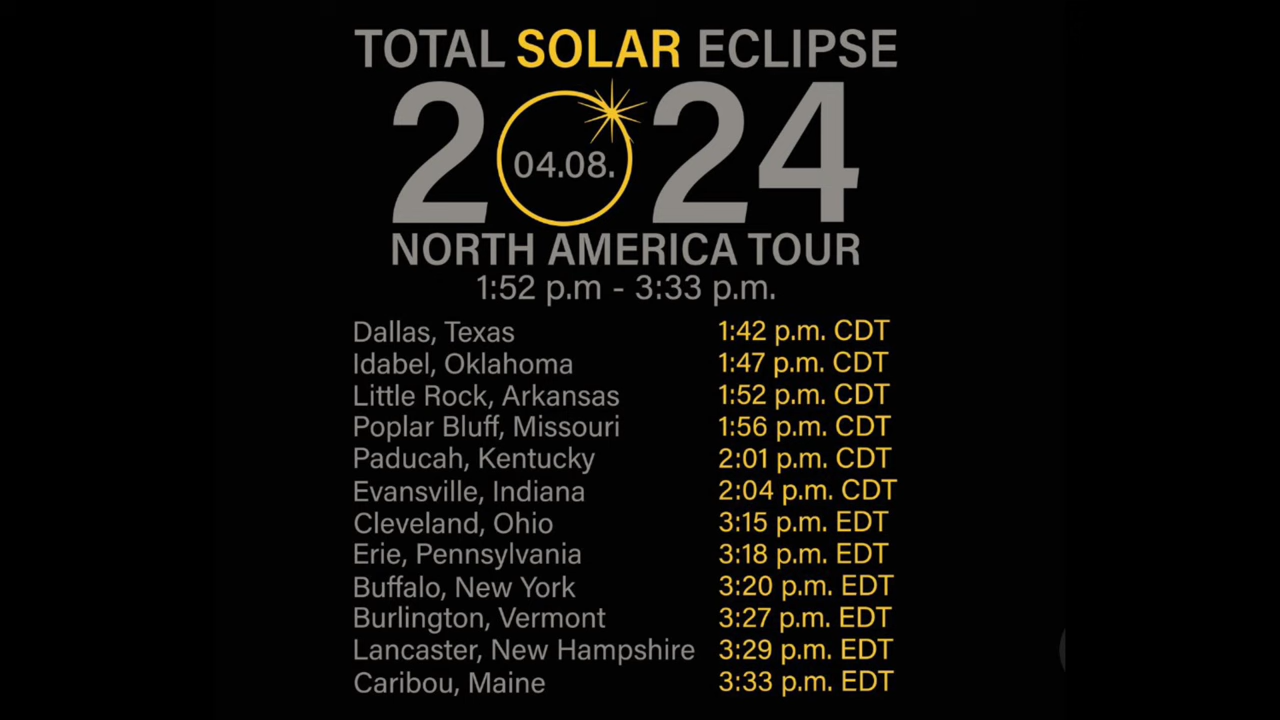 TOTAL SOLAR ECLIPSE
2024
04.08.
NORTH AMERICA TOUR
1:52 p.m - 3:33 p.m.
Dallas, Texas 1:42 p.m. CDT
Idabel, Oklahoma 1:47 p.m. CDT
Little Rock, Arkansas 1:52 p.m. CDT
Poplar Bluff, Missouri 1:56 p.m. CDT
Paducah, Kentucky 2:01 p.m. CDT
Evansville, Indiana 2:04 p.m. CDT
Cleveland, Ohio 3:15 p.m. EDT
Erie, Pennsylvania 3:18 p.m. EDT
Buffalo, New York 3:20 p.m. EDT
Burlington, Vermont 3:27 p.m. EDT
Lancaster, New Hampshire 3:29 p.m. EDT
Caribou, Maine 3:33 p.m. EDT